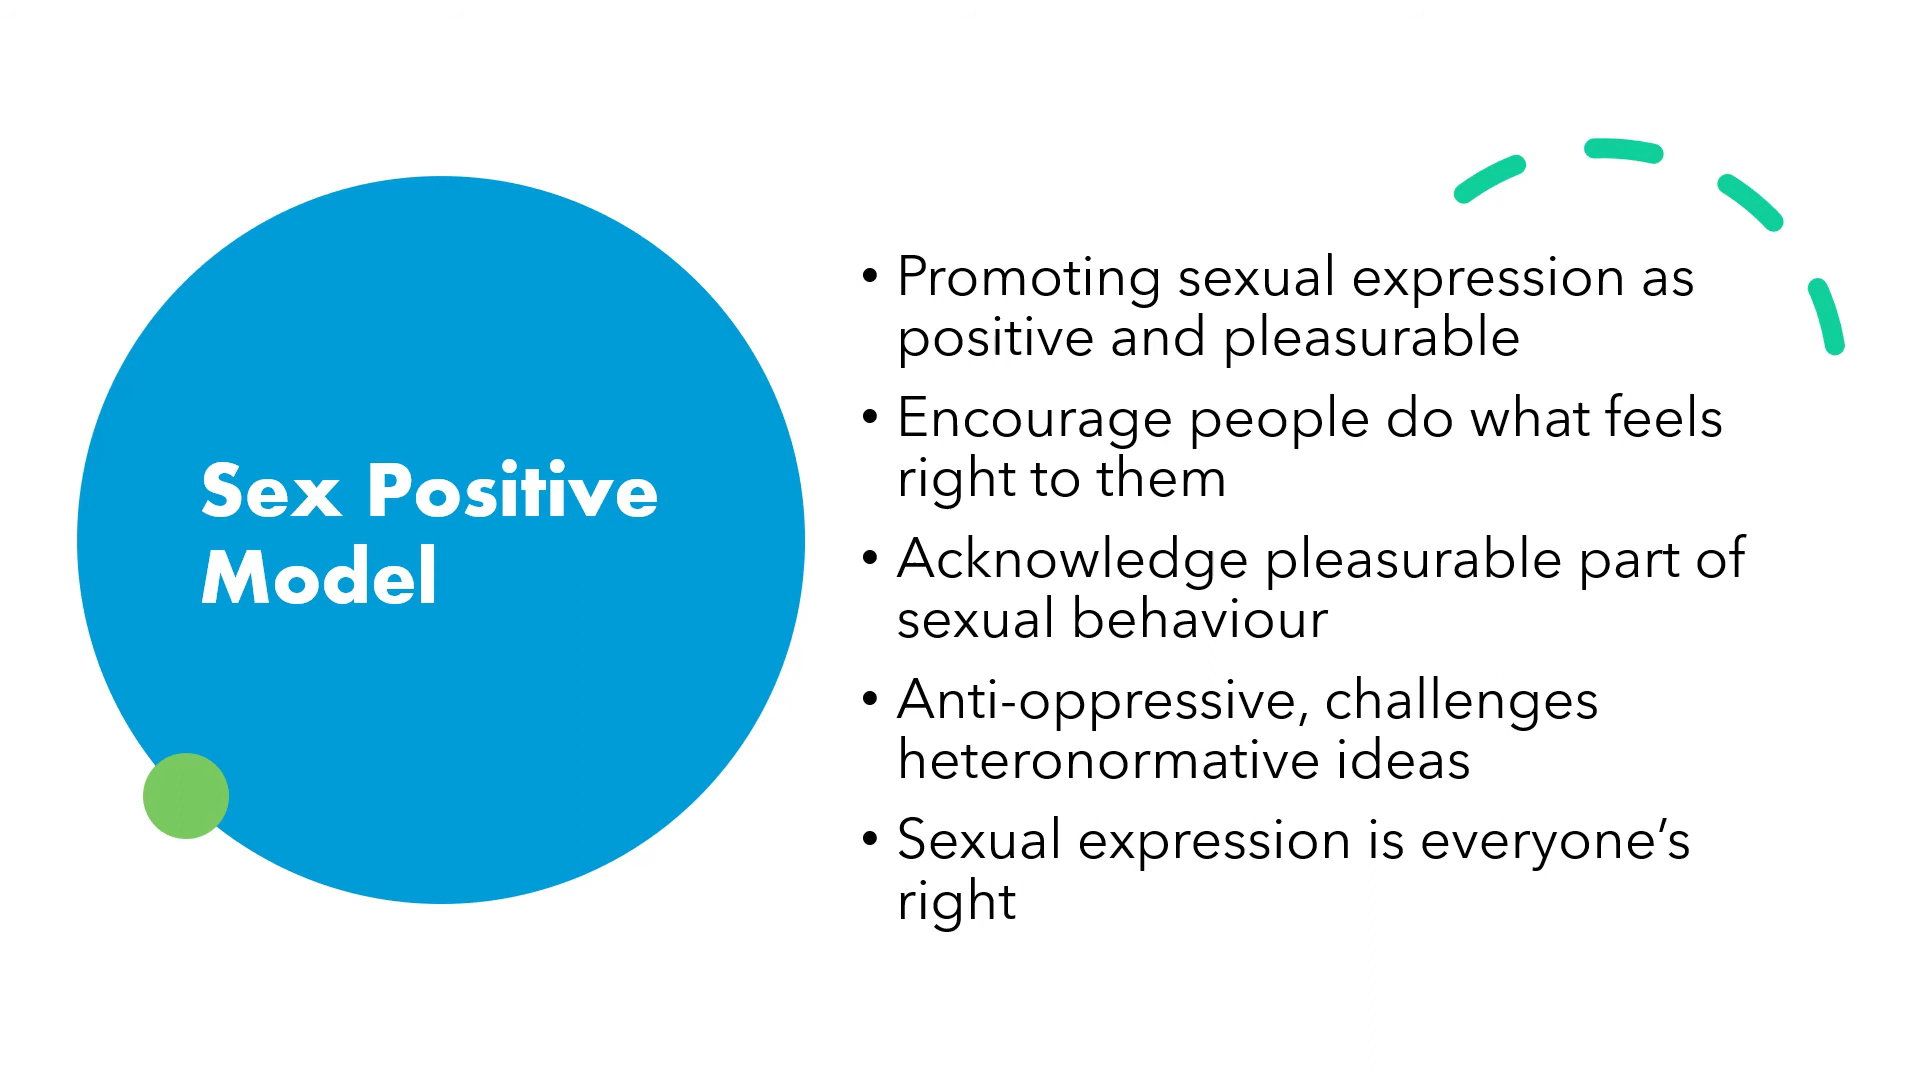 Sex Positive
Model
• Promoting sexual expression as
positive and pleasurable
• Encourage people do what feels
right to them
• Acknowledge pleasurable part of
sexual behaviour
• Anti-oppressive, challenges
heteronormative ideas
• Sexual expression is everyone’s
right